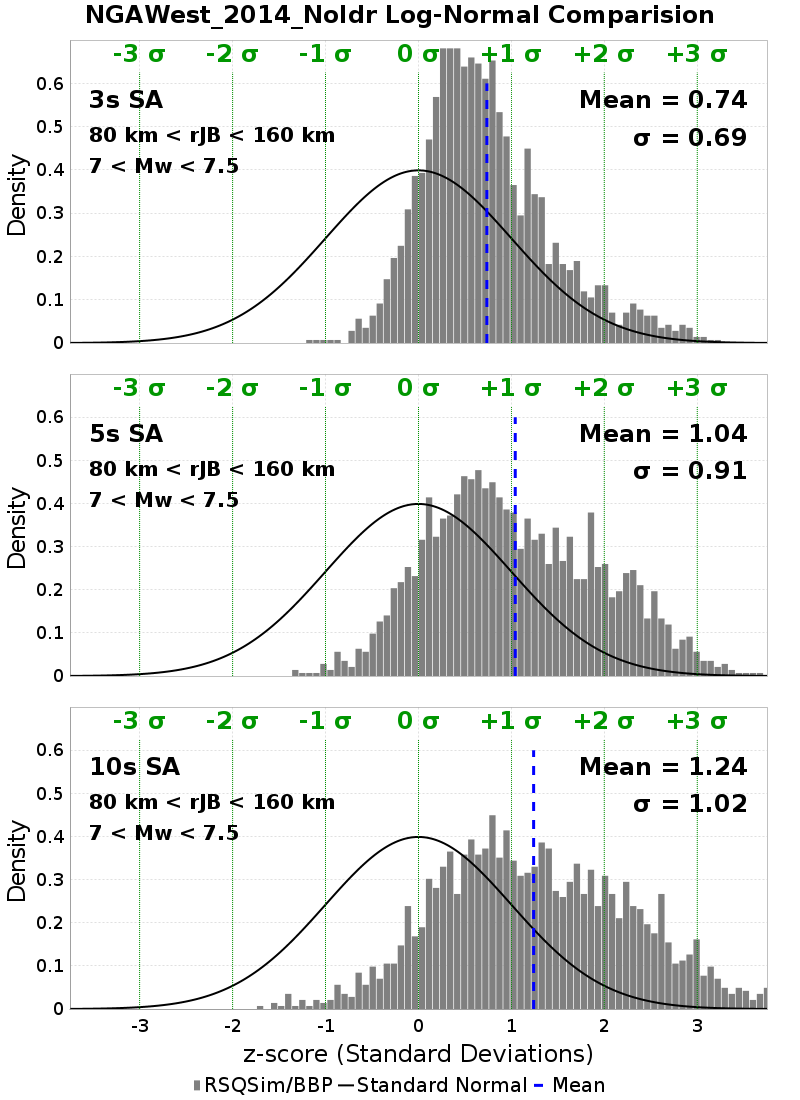 NGAWest_2014_NoIdr Log-Normal Comparision
-3 σ -2 σ -1 σ 0 σ +1 σ +2 σ +3 σ
0.6
3s SA Mean = 0.74
0.5
80 km < rJB < 160 km σ = 0.69
7 < Mw < 7.5
0.4
0.3
0.2
0.1
0
Density
-3 σ -2 σ -1 σ 0 σ +1 σ +2 σ +3 σ
0.6
5s SA Mean = 1.04
0.5
80 km < rJB < 160 km σ = 0.91
7 < Mw < 7.5
0.4
0.3
0.2
0.1
0
Density
-3 σ -2 σ -1 σ 0 σ +1 σ +2 σ +3 σ
0.6
10s SA Mean = 1.24
0.5
80 km < rJB < 160 km σ = 1.02
7 < Mw < 7.5
0.4
0.3
0.2
0.1
0
Density
-3 -2 -1 0 1 2 3
z-score (Standard Deviations)
RSQSim/BBP Standard Normal Mean